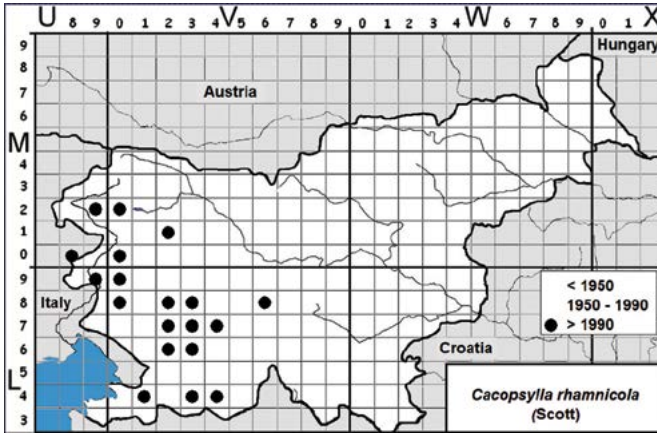 U 8 9 0 1 2 3 4 V 5 6 7 8 9 0 1 2 3 4 W 5 6 7 8 9 0 1 X
9
Hungary
8
7
Austria
6
5
M
4
3
2
1
0
9
< 1950
Italy
8
1950 - 1990
> 1990
7
Croatia
6
5
L
4
Cacopsylla rhamnicola
(Scott)
3